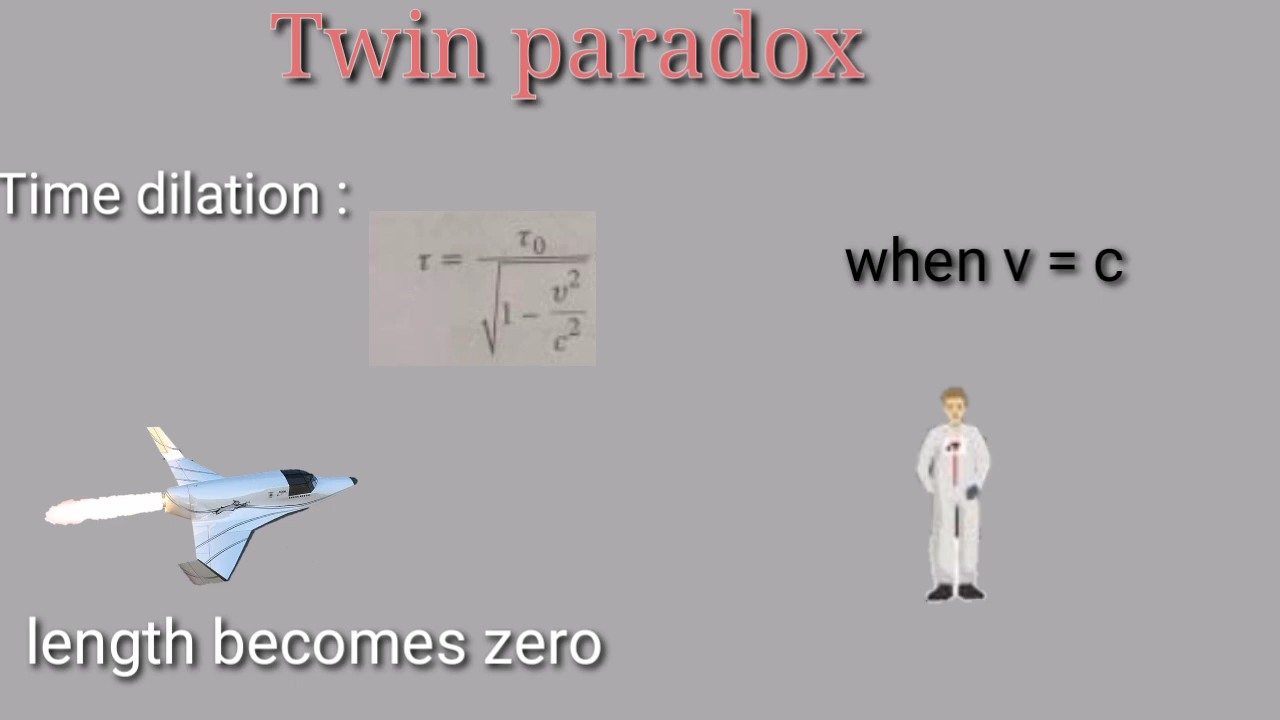 Twin paradox
Time dilation :
τ = τ0 / √(1 − v²/c²)
when v = c
length becomes zero